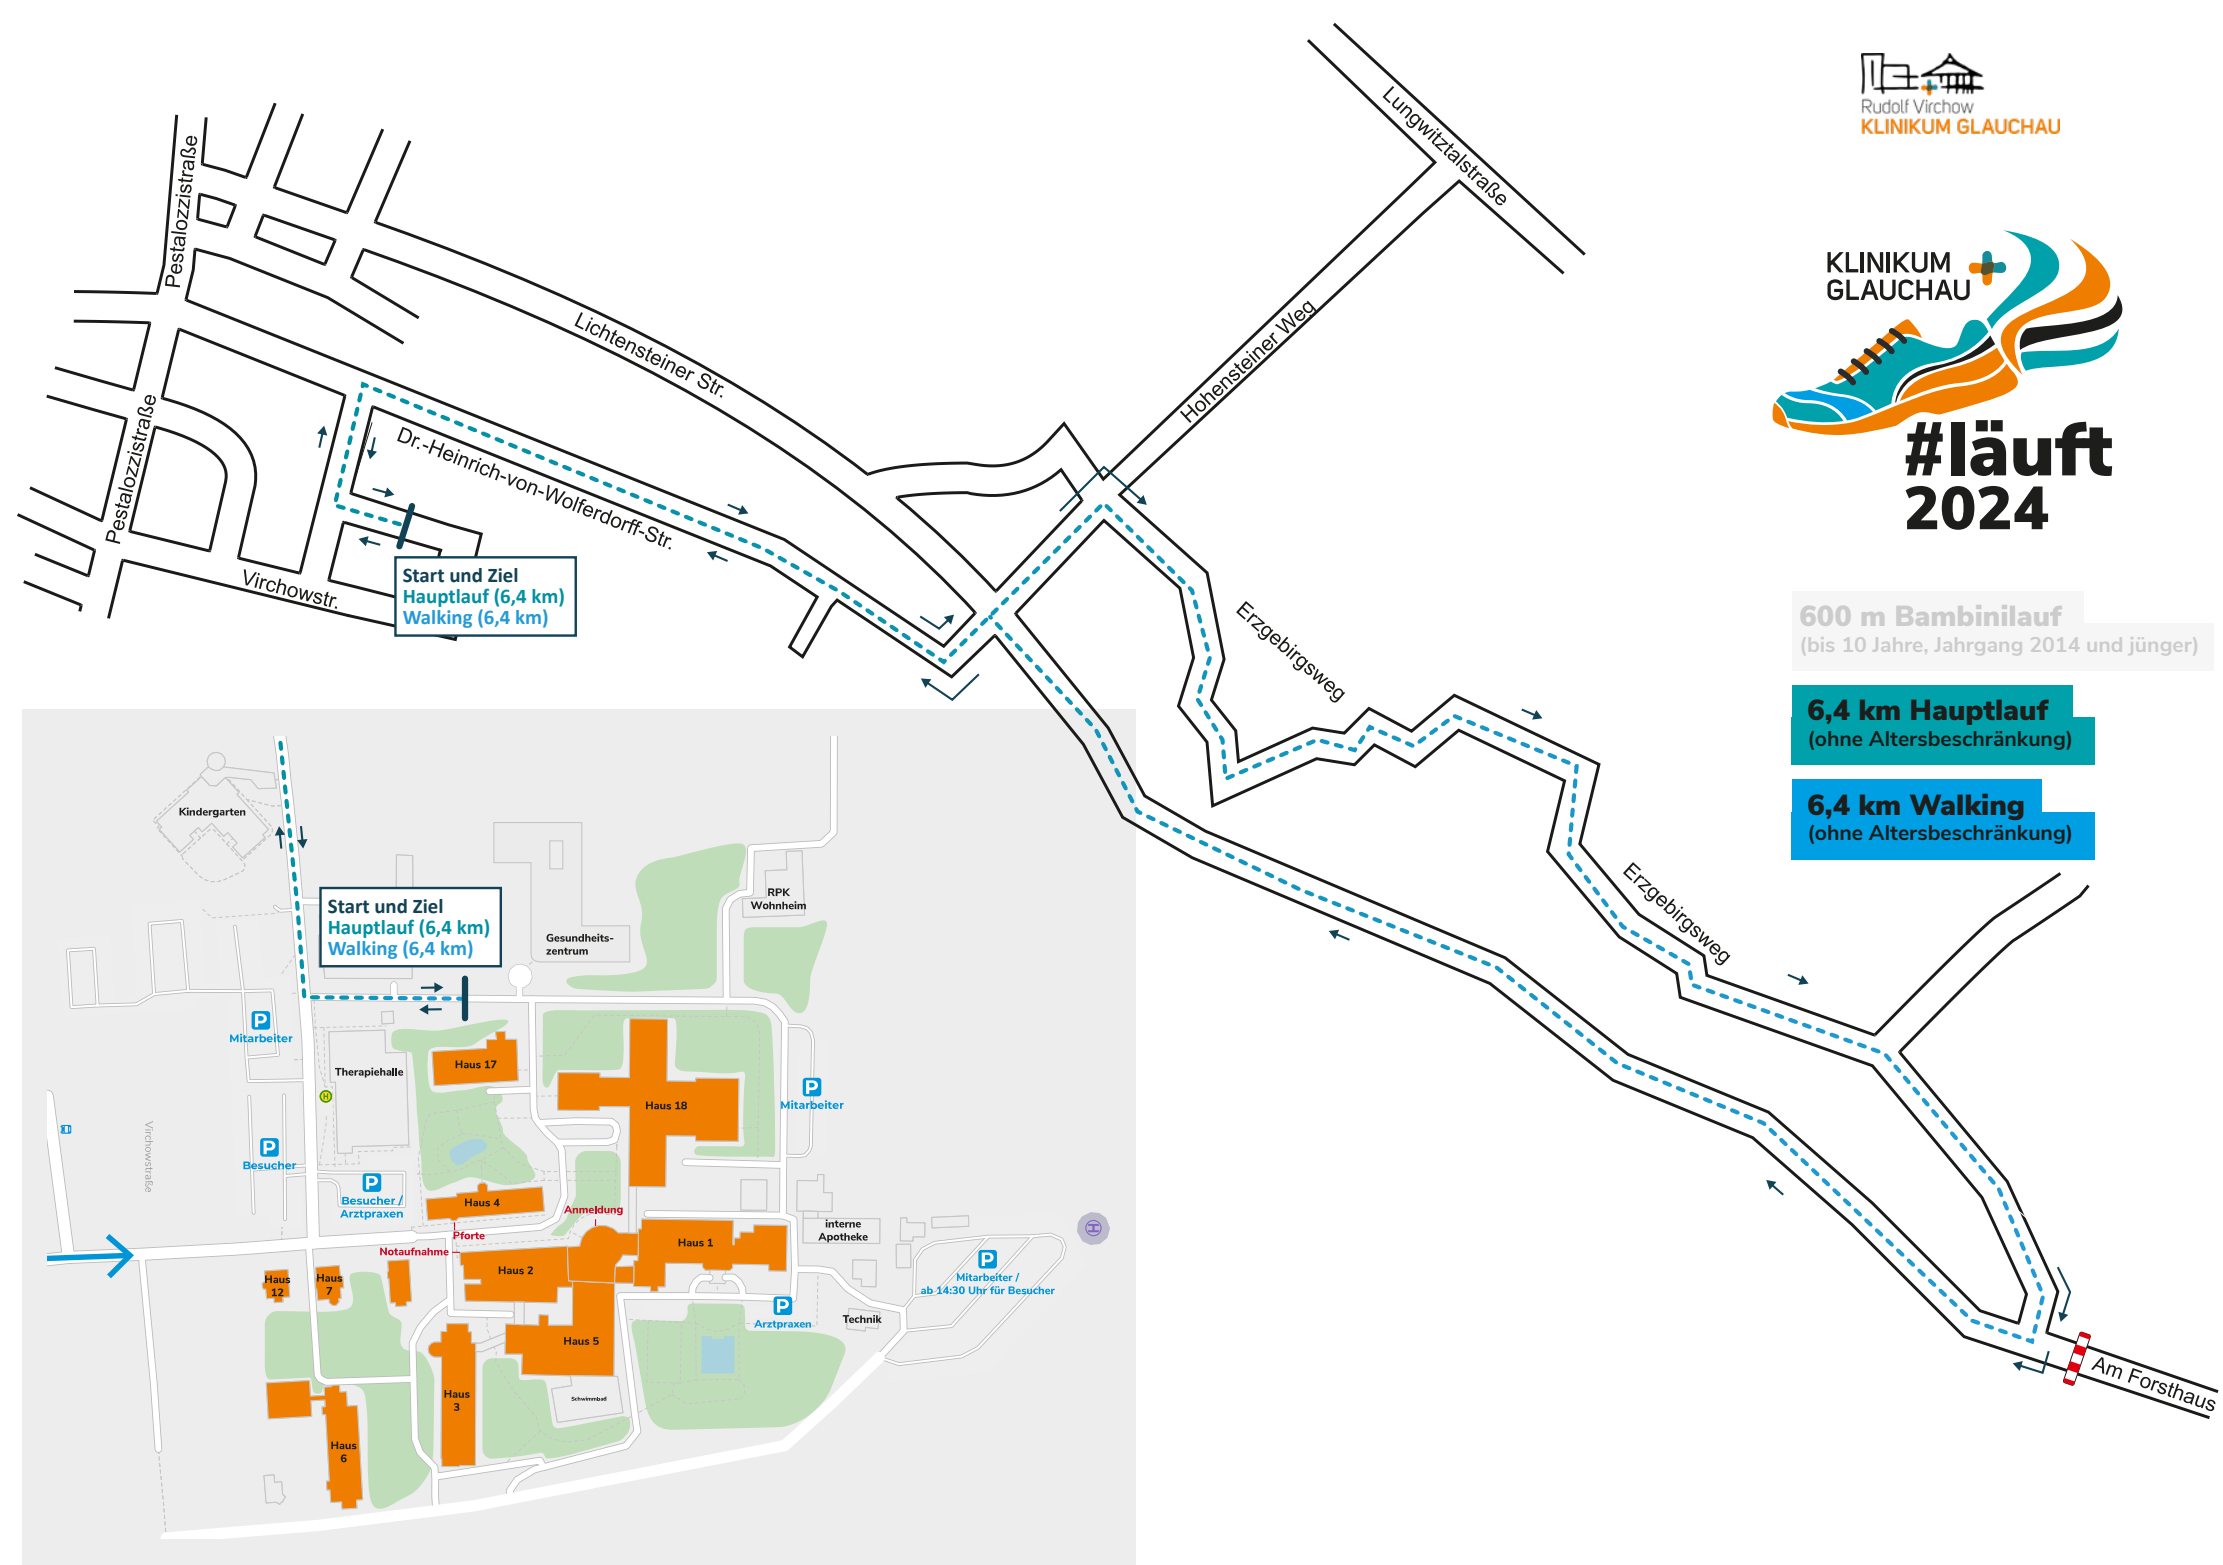 Rudolf Virchow
KLINIKUM GLAUCHAU
KLINIKUM
GLAUCHAU
#läuft
2024
600 m Bambinilauf
(bis 10 Jahre, Jahrgang 2014 und jünger)
6,4 km Hauptlauf
(ohne Altersbeschränkung)
6,4 km Walking
(ohne Altersbeschränkung)
Lungwitztalstraße
Pestalozzistraße
Lichtensteiner Str.
Hohensteiner Weg
Pestalozzistraße
Dr.-Heinrich-von-Wolferdorff-Str.
Virchowstr.
Start und Ziel
Hauptlauf (6,4 km)
Walking (6,4 km)
Erzgebirgsweg
Erzgebirgsweg
Am Forsthaus
Kindergarten
Start und Ziel
Hauptlauf (6,4 km)
Walking (6,4 km)
Gesundheits-
zentrum
RPK
Wohnheim
P
Mitarbeiter
Therapiehalle
H
Haus 17
Haus 18
P
Mitarbeiter
Virchowstraße
P
Besucher
P
Besucher /
Arztpraxen
Haus 4
Anmeldung
Pforte
Notaufnahme
Haus 1
interne
Apotheke
Haus 2
Haus
12
Haus
7
P
Mitarbeiter /
ab 14:30 Uhr für Besucher
H
P
Arztpraxen
Technik
Haus 5
Haus
3
Schwimmbad
Haus
6